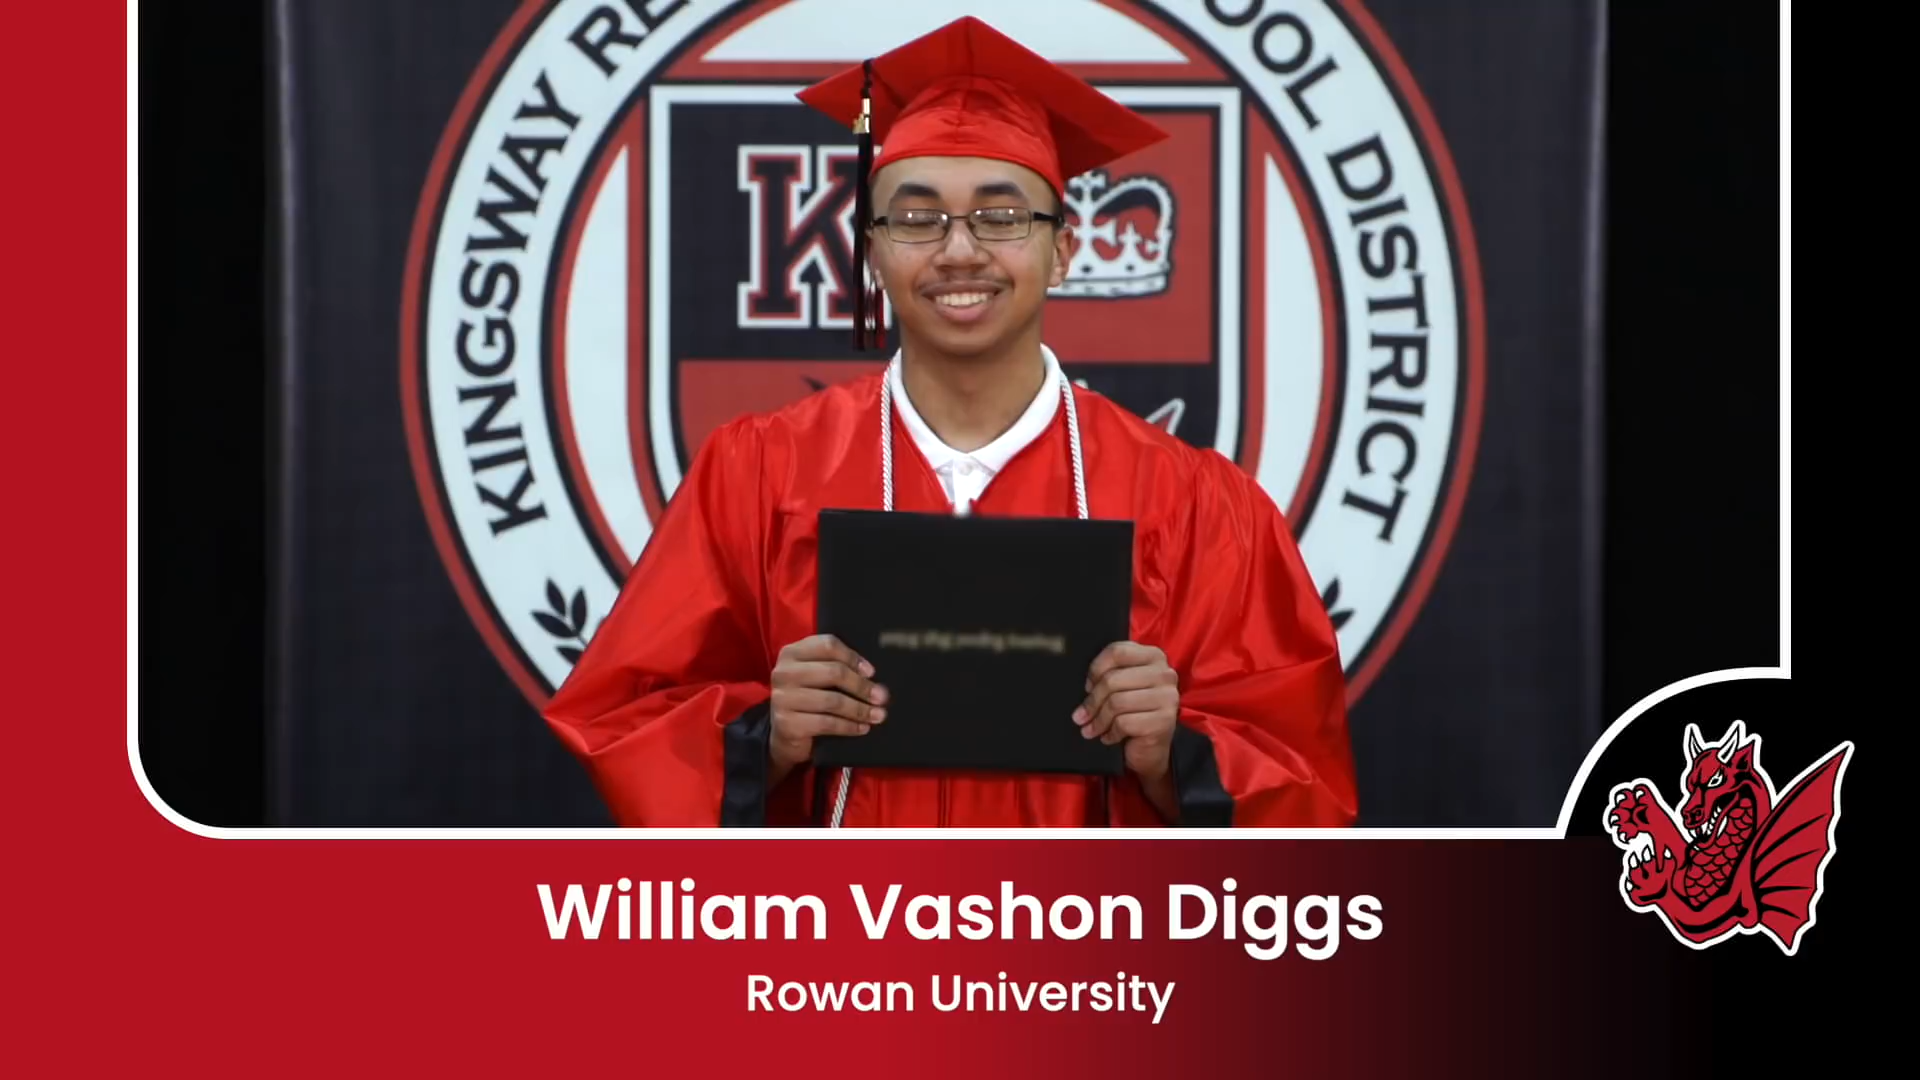 KINGSWAY RE
OOL DISTRICT
K
William Vashon Diggs
Rowan University